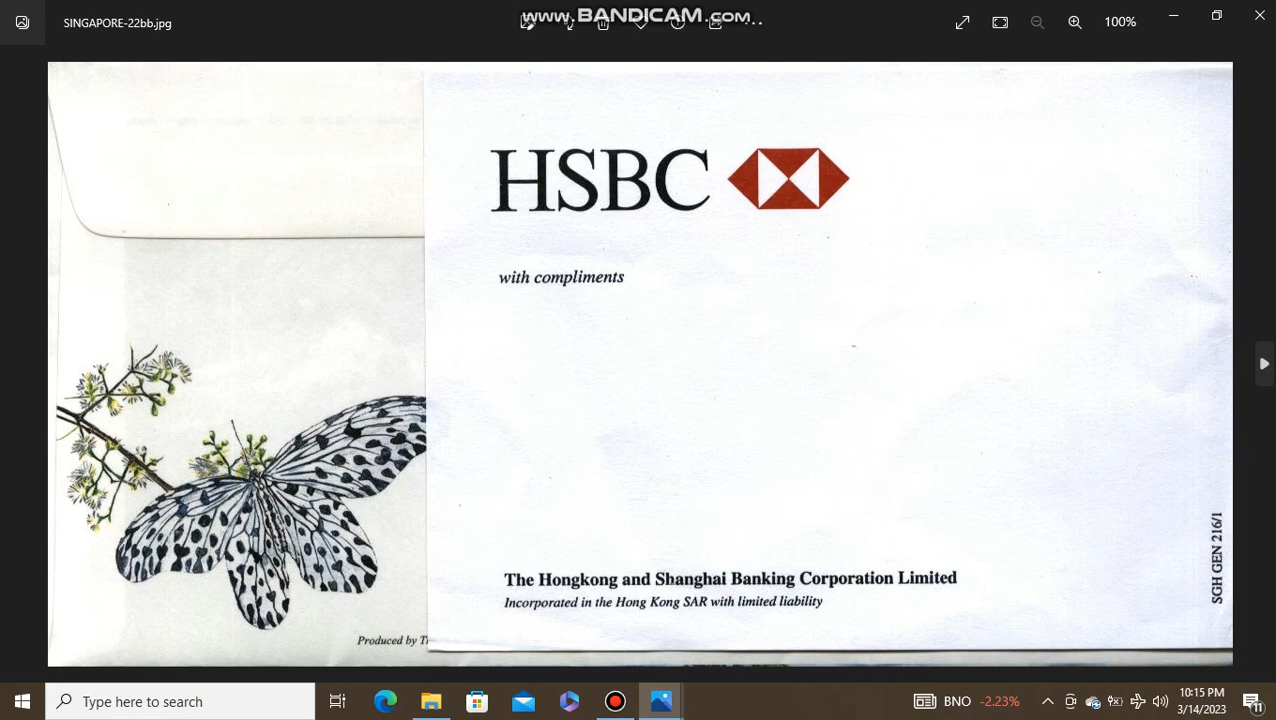 SINGAPORE-22bb.jpg
www.BANDICAM.com
100%
HSBC
with compliments
The Hongkong and Shanghai Banking Corporation Limited
Incorporated in the Hong Kong SAR with limited liability
SGH GEN 216/1
Produced by
Type here to search
BNO -2.23%
10:15 PM
3/14/2023
11